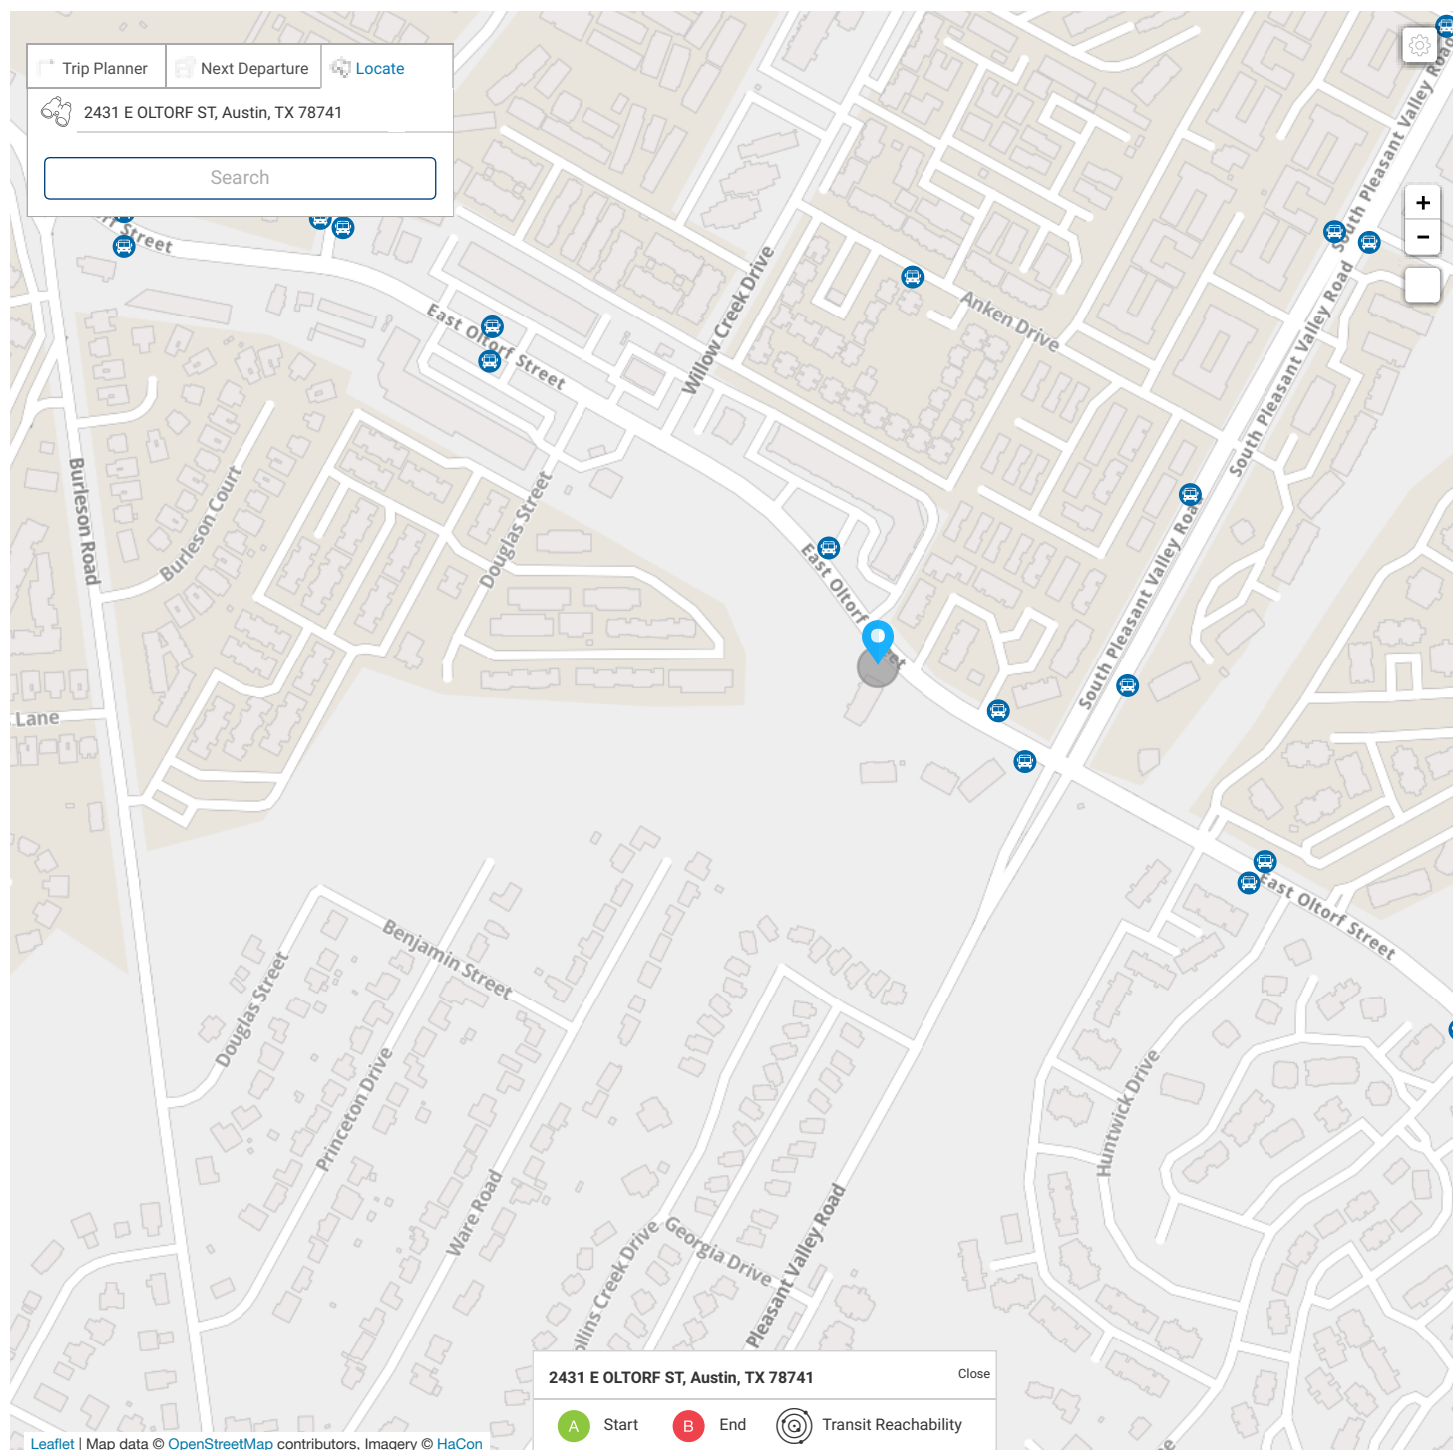 Trip Planner
Next Departure
Locate
2431 E OLTORF ST, Austin, TX 78741
Search
+
−
South Pleasant Valley Road
South Pleasant Valley Road
Street
Willow Creek Drive
East Oltorf Street
Anken Drive
Burleson Road
Burleson Court
Douglas Street
South Pleasant Valley Road
East Oltorf
Lane
East Oltorf Street
Benjamin Street
Douglas Street
Princeton Drive
Ware Road
Huntwick Drive
Georgia Drive
Pleasant Valley Road
ollins Creek Drive
2431 E OLTORF ST, Austin, TX 78741
Close
A Start
B End
Transit Reachability
Leaflet | Map data © OpenStreetMap contributors, Imagery © HaCon